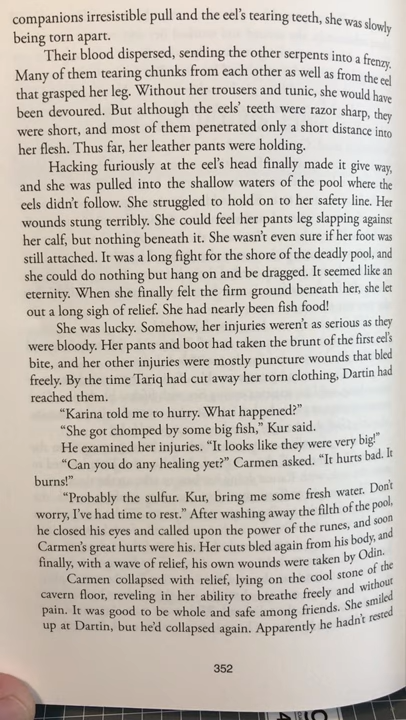 companions irresistible pull and the eel's tearing teeth, she was slowly
being torn apart.
Their blood dispersed, sending the other serpents into a frenzy.
Many of them tearing chunks from each other as well as from the eel
that grasped her leg. Without her trousers and tunic, she would have
been devoured. But although the eels' teeth were razor sharp, they
were short, and most of them penetrated only a short distance into
her flesh. Thus far, her leather pants were holding.
Hacking furiously at the eel's head finally made it give way,
and she was pulled into the shallow waters of the pool where the
eels didn't follow. She struggled to hold on to her safety line. Her
wounds stung terribly. She could feel her pants leg slapping against
her calf, but nothing beneath it. She wasn't even sure if her foot was
still attached. It was a long fight for the shore of the deadly pool, and
she could do nothing but hang on and be dragged. It seemed like an
eternity. When she finally felt the firm ground beneath her, she let
out a long sigh of relief. She had nearly been fish food!
She was lucky. Somehow, her injuries weren't as serious as they
were bloody. Her pants and boot had taken the brunt of the first eel's
bite, and her other injuries were mostly puncture wounds that bled
freely. By the time Tariq had cut away her torn clothing, Dartin had
reached them.
"Karina told me to hurry. What happened?"
"She got chomped by some big fish," Kur said.
He examined her injuries. "It looks like they were very big!"
"Can you do any healing yet?" Carmen asked. "It hurts bad. It
burns!"
"Probably the sulfur. Kur, bring me some fresh water. Don't
worry, I've had time to rest." After washing away the filth of the pool,
he closed his eyes and called upon the power of the runes, and soon
Carmen's great hurts were his. Her cuts bled again from his body, and
finally, with a wave of relief, his own wounds were taken by Odin.
Carmen collapsed with relief, lying on the cool stone of the
cavern floor, reveling in her ability to breathe freely and without
pain. It was good to be whole and safe among friends. She smiled
up at Dartin, but he'd collapsed again. Apparently he hadn't rested
352